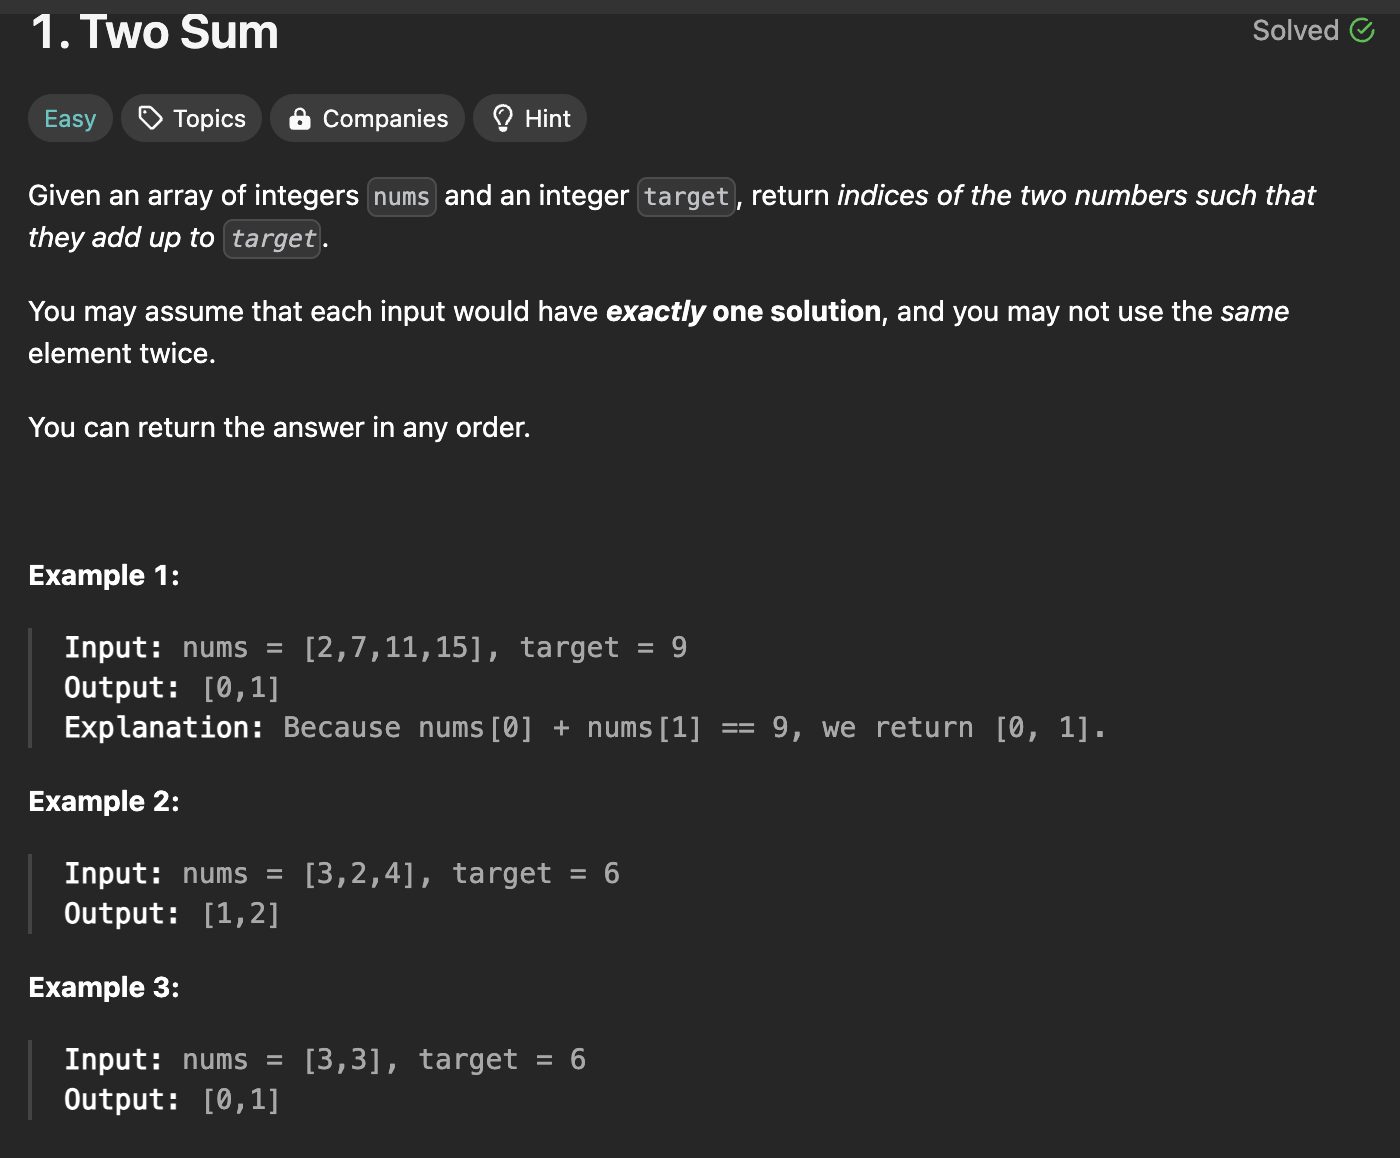 1. Two Sum
Solved
Easy Topics Companies Hint
Given an array of integers nums and an integer target, return indices of the two numbers such that
they add up to target.
You may assume that each input would have exactly one solution, and you may not use the same
element twice.
You can return the answer in any order.
Example 1:
Input: nums = [2,7,11,15], target = 9
Output: [0,1]
Explanation: Because nums[0] + nums[1] == 9, we return [0, 1].
Example 2:
Input: nums = [3,2,4], target = 6
Output: [1,2]
Example 3:
Input: nums = [3,3], target = 6
Output: [0,1]